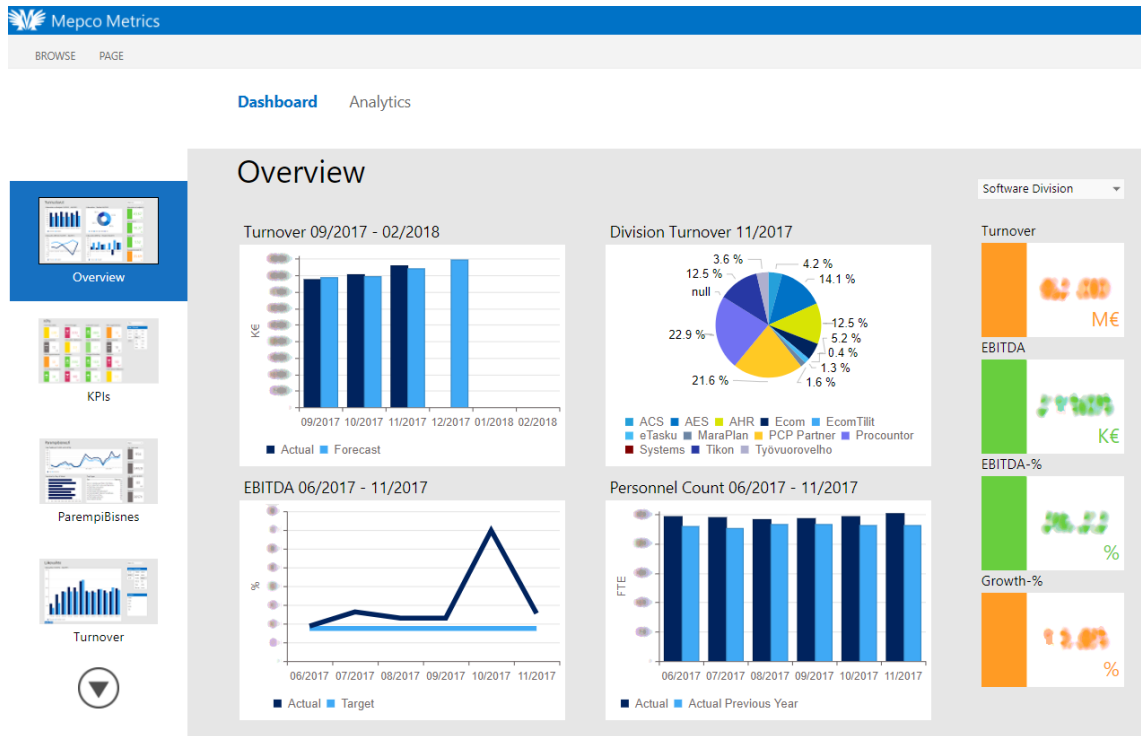 Mepco Metrics
BROWSE PAGE
Dashboard Analytics
Overview
Software Division
Overview
KPIs
ParempiBisnes
Turnover
Turnover 09/2017 - 02/2018
K€
09/2017 10/2017 11/2017 12/2017 01/2018 02/2018
Actual Forecast
Division Turnover 11/2017
3.6 % 4.2 %
12.5 % 14.1 %
null
12.5 %
22.9 % 5.2 %
0.4 %
1.3 %
21.6 % 1.6 %
ACS AES AHR Ecom EcomTilit
eTasku MaraPlan PCP Partner Procountor
Systems Tikon Työvuorovelho
EBITDA 06/2017 - 11/2017
%
06/2017 07/2017 08/2017 09/2017 10/2017 11/2017
Actual Target
Personnel Count 06/2017 - 11/2017
FTE
06/2017 07/2017 08/2017 09/2017 10/2017 11/2017
Actual Actual Previous Year
Turnover
M€
EBITDA
K€
EBITDA-%
%
Growth-%
%